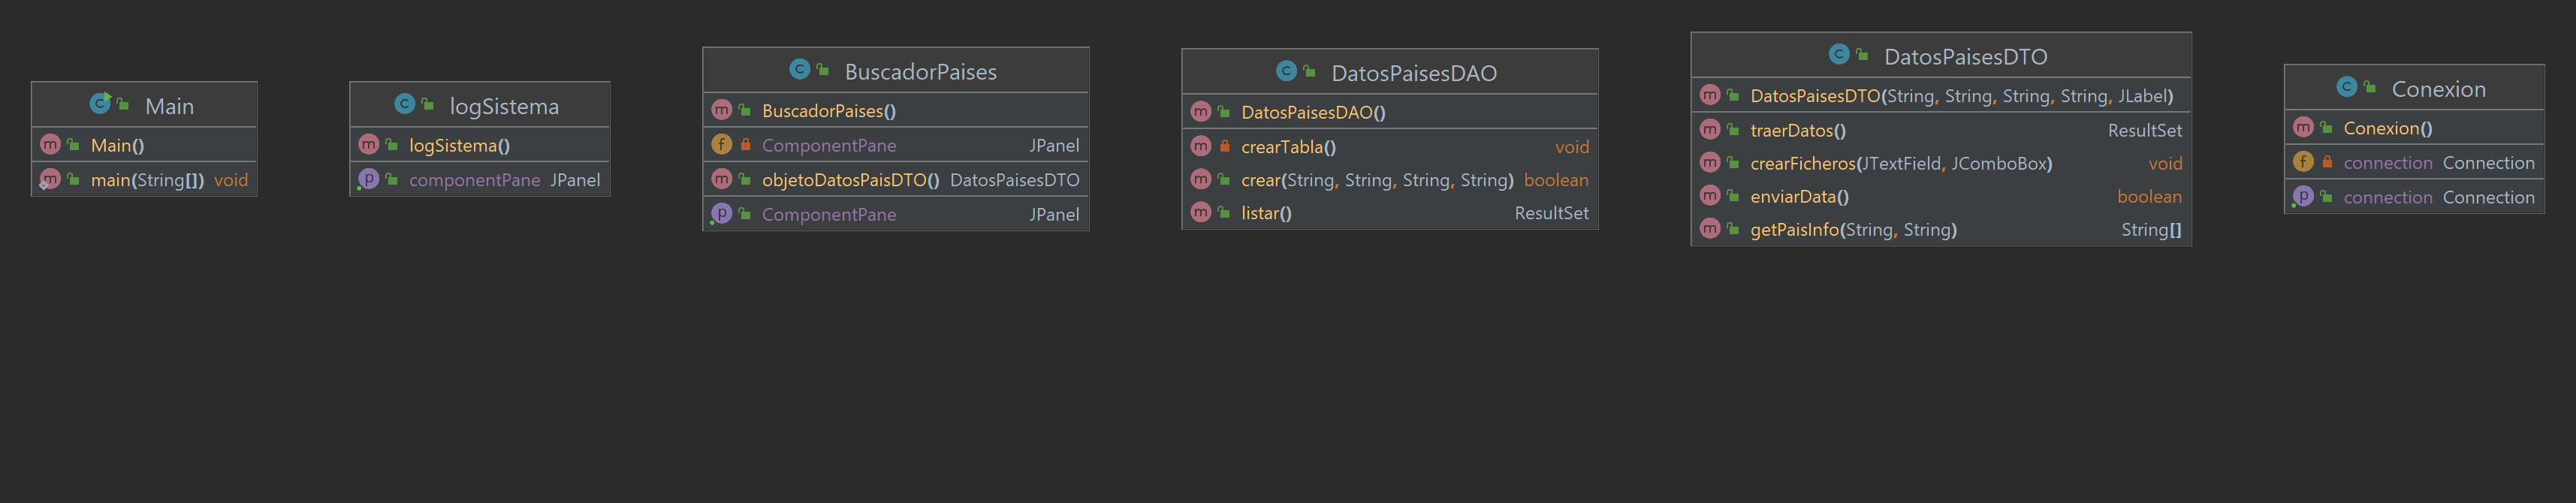 Main
Main()
main(String[]) void
logSistema
logSistema()
componentPane JPanel
BuscadorPaises
BuscadorPaises()
ComponentPane JPanel
objetoDatosPaisDTO() DatosPaisesDTO
ComponentPane JPanel
DatosPaisesDAO
DatosPaisesDAO()
crearTabla() void
crear(String, String, String, String) boolean
listar() ResultSet
DatosPaisesDTO
DatosPaisesDTO(String, String, String, String, JLabel)
traerDatos() ResultSet
crearFicheros(JTextField, JComboBox) void
enviarData() boolean
getPaisInfo(String, String) String[]
Conexion
Conexion()
connection Connection
connection Connection